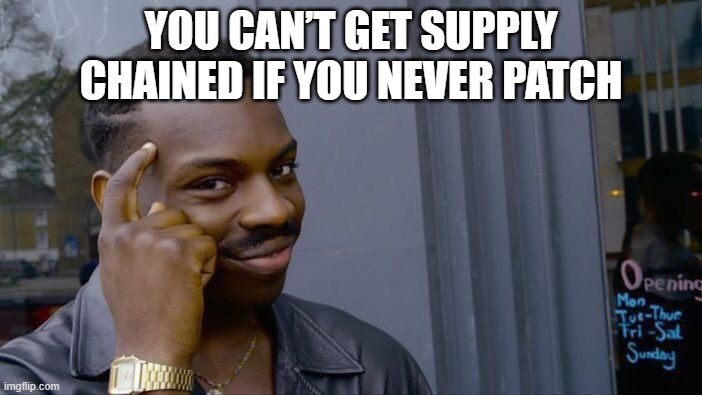 YOU CAN’T GET SUPPLY
CHAINED IF YOU NEVER PATCH
Opening
Mon
Tue-Thur
Fri-Sat
Sunday
imgflip.com